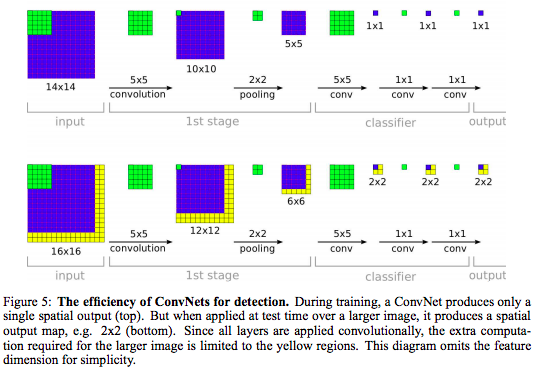 1x1 1x1 1x1
5x5
10x10
14x14
5x5 2x2 5x5 1x1 1x1
convolution pooling conv conv conv
input 1st stage classifier output
2x2 2x2 2x2
6x6
12x12
16x16
5x5 2x2 5x5 1x1 1x1
convolution pooling conv conv conv
input 1st stage classifier output
Figure 5: The efficiency of ConvNets for detection. During training, a ConvNet produces only a
single spatial output (top). But when applied at test time over a larger image, it produces a spatial
output map, e.g. 2x2 (bottom). Since all layers are applied convolutionally, the extra computa-
tion required for the larger image is limited to the yellow regions. This diagram omits the feature
dimension for simplicity.